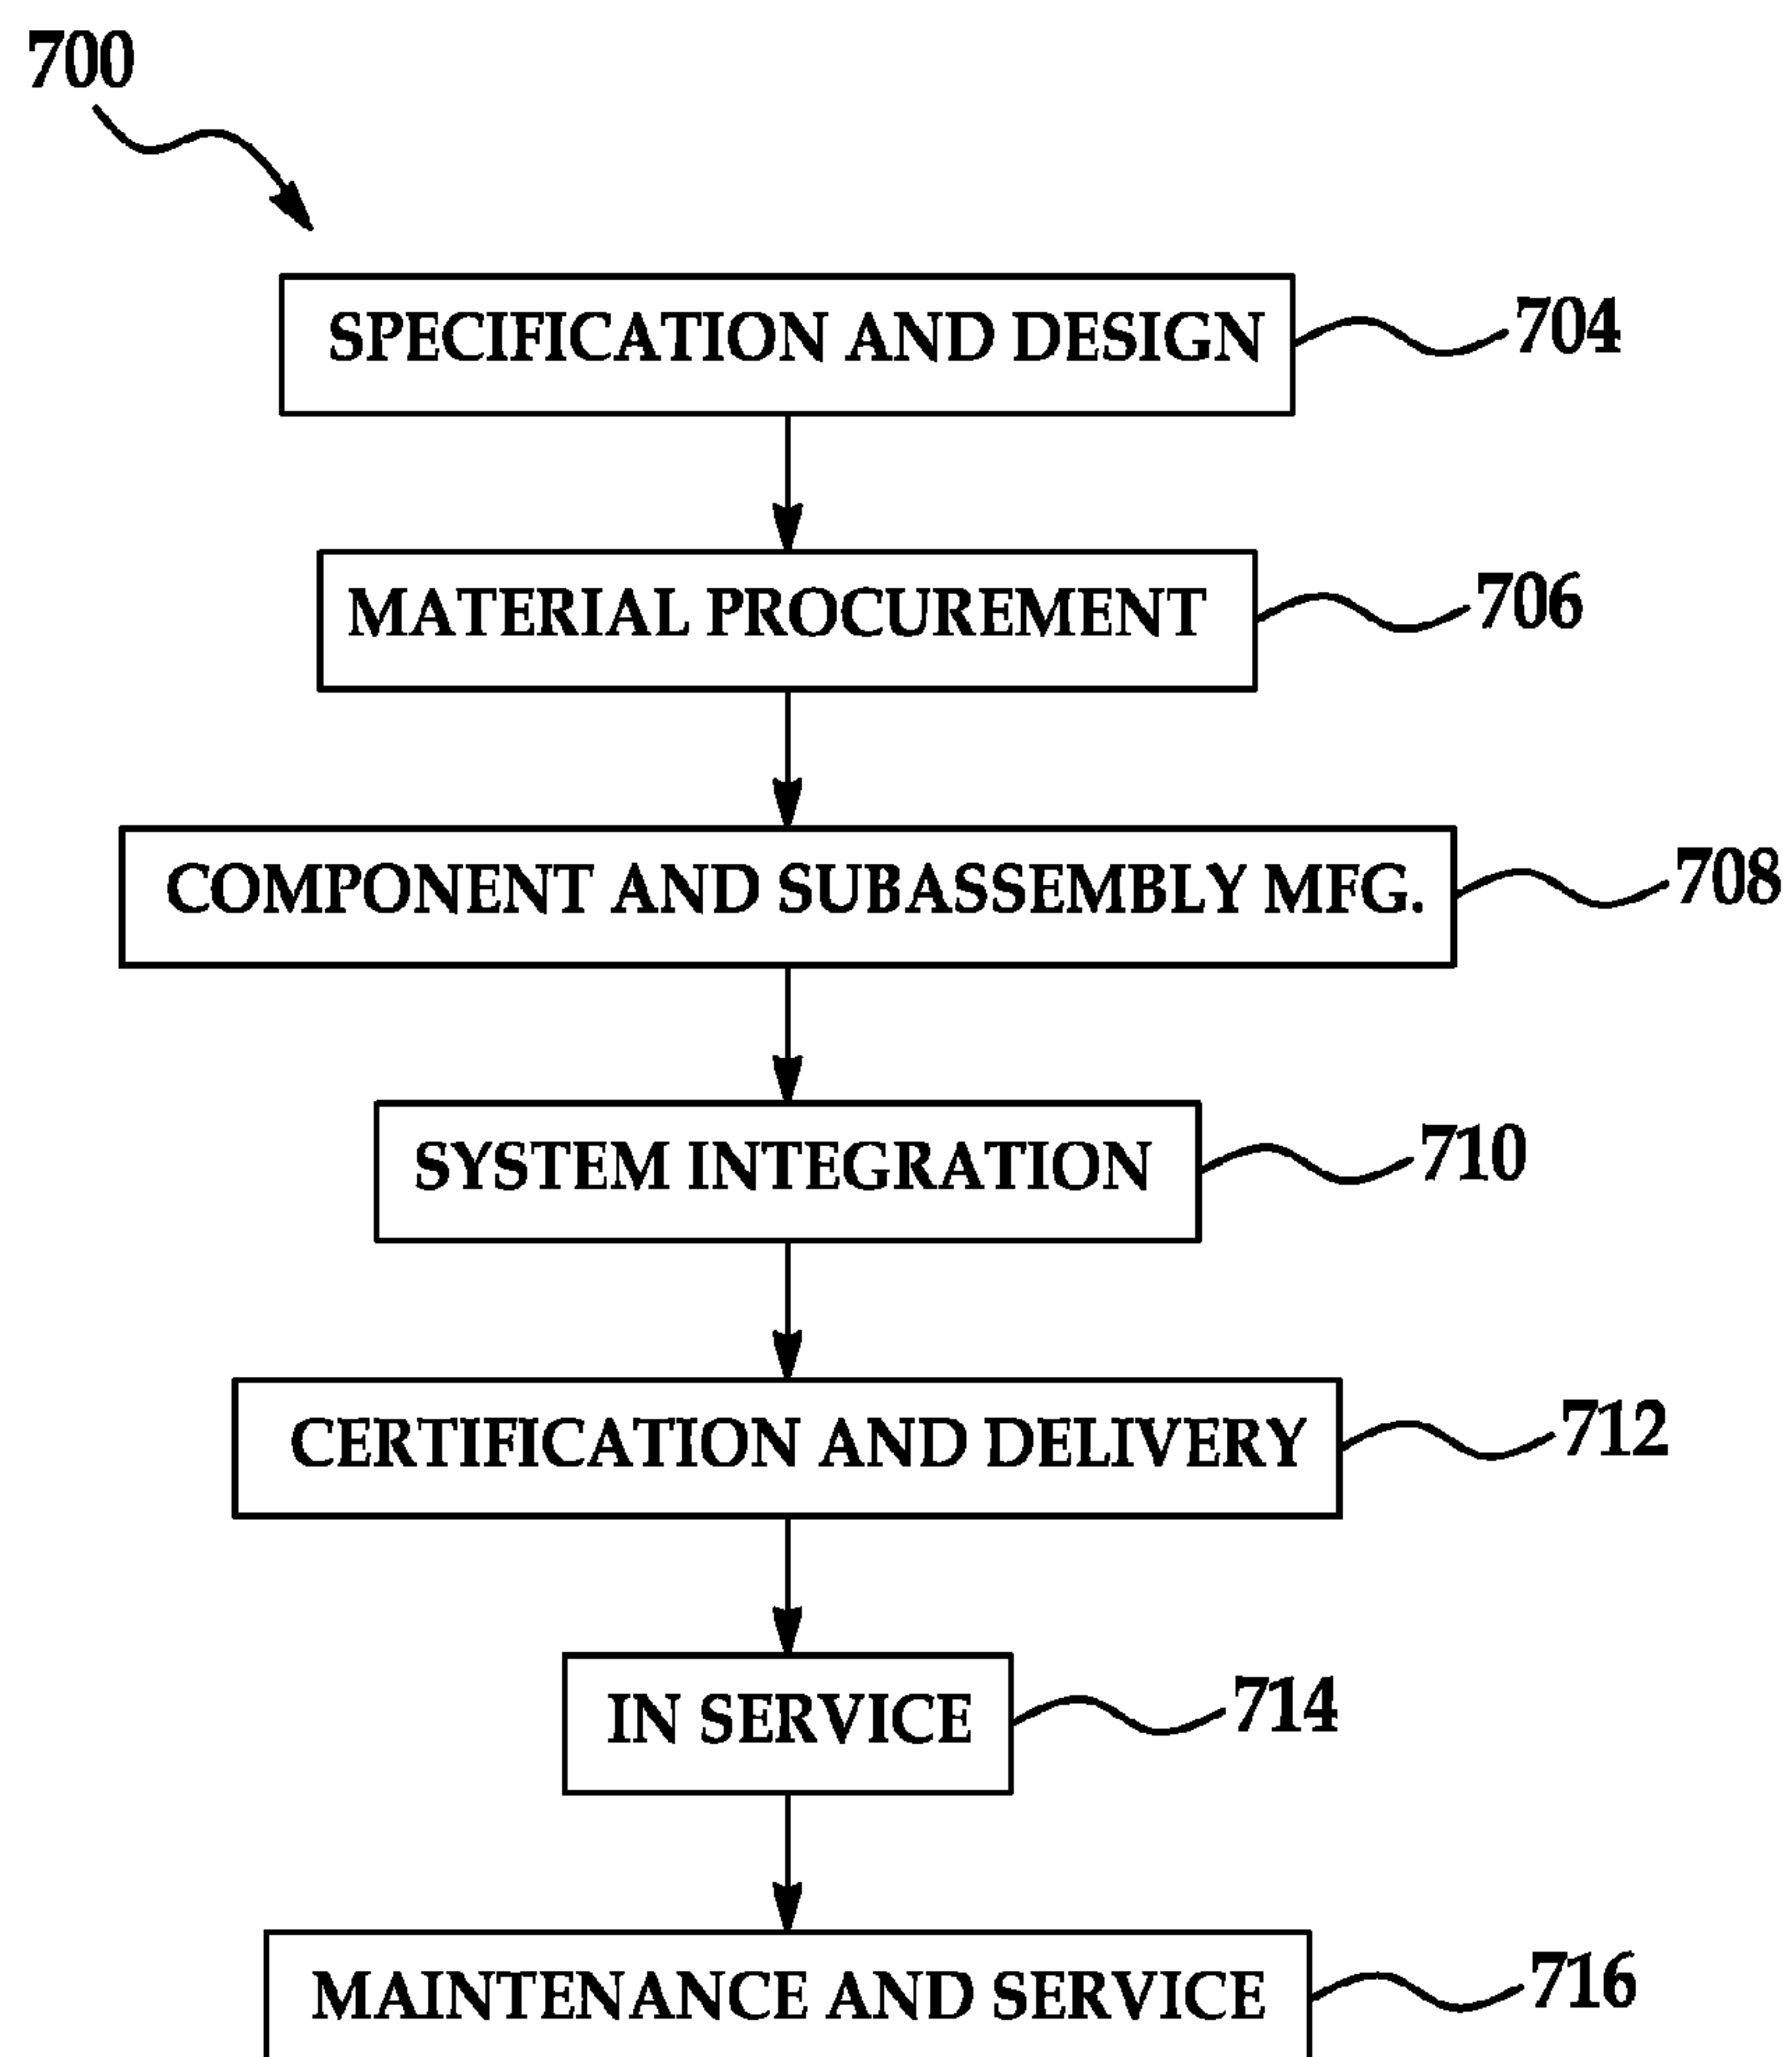 700
SPECIFICATION AND DESIGN 704
MATERIAL PROCUREMENT 706
COMPONENT AND SUBASSEMBLY MFG. 708
SYSTEM INTEGRATION 710
CERTIFICATION AND DELIVERY 712
IN SERVICE 714
MAINTENANCE AND SERVICE 716